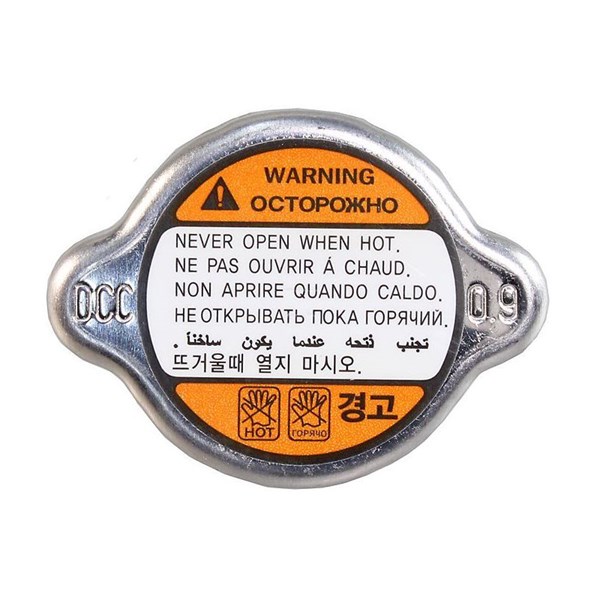 WARNING
ОСТОРОЖНО
NEVER OPEN WHEN HOT.
NE PAS OUVRIR Á CHAUD.
NON APRIRE QUANDO CALDO.
НЕ ОТКРЫВАТЬ ПОКА ГОРЯЧИЙ.
تجنب ئتحه عندما يكون ساخناً.
뜨거울때 열지 마시오.
DCC
0.9
HOT
ГОРЯЧО
경고